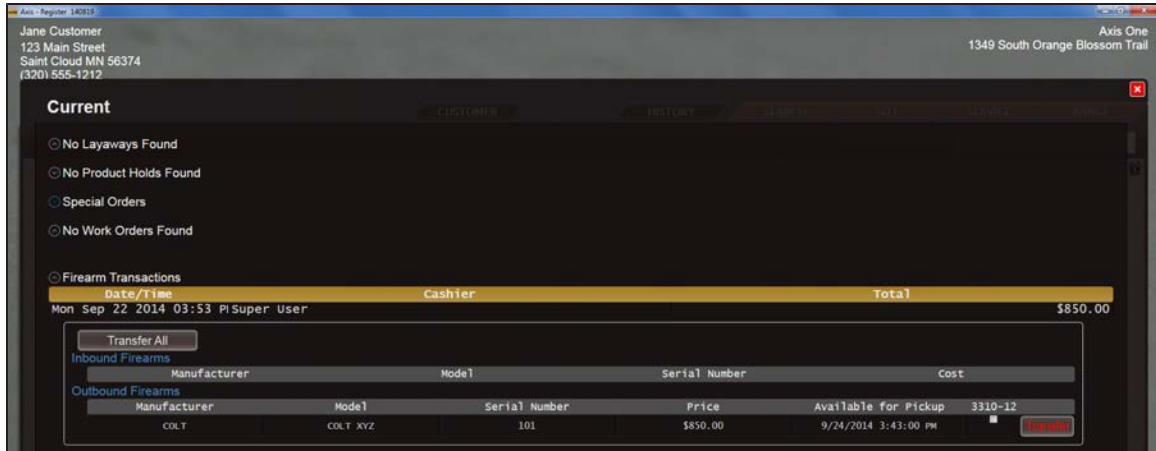 Axis - Register 140819
Jane Customer
123 Main Street
Saint Cloud MN 56374
(320) 555-1212
Axis One
1349 South Orange Blossom Trail
Current
CUSTOMER
HISTORY
No Layaways Found
No Product Holds Found
Special Orders
No Work Orders Found
Firearm Transactions
Date/Time Cashier Total
Mon Sep 22 2014 03:53 P Super User $850.00
Transfer All
Inbound Firearms
Manufacturer Model Serial Number Cost
Outbound Firearms
Manufacturer Model Serial Number Price Available for Pickup 3310-12
COLT COLT XYZ 101 $850.00 9/24/2014 3:43:00 PM Transfer